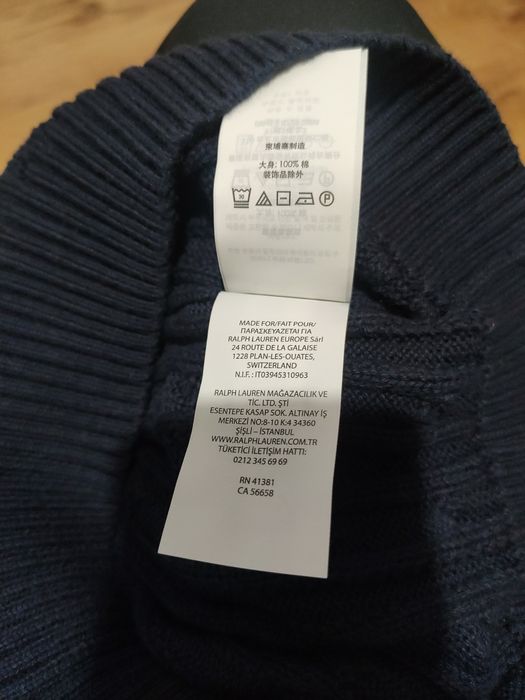 柬埔寨制造
大身: 100% 棉
装饰品除外
30
P
MADE FOR/FAIT POUR/
ΠΑΡΑΣΚΕΥΑΖΕΤΑΙ ΓΙΑ
RALPH LAUREN EUROPE Sàrl
24 ROUTE DE LA GALAISE
1228 PLAN-LES-OUATES,
SWITZERLAND
N.I.F. : IT03945310963
RALPH LAUREN MAĞAZACILIK VE
TİC. LTD. ŞTİ
ESENTEPE KASAP SOK. ALTINAY İŞ
MERKEZİ NO:8-10 K:4 34360
ŞİŞLİ – İSTANBUL
WWW.RALPHLAUREN.COM.TR
TÜKETİCİ İLETİŞİM HATTI:
0212 345 69 69
RN 41381
CA 56658